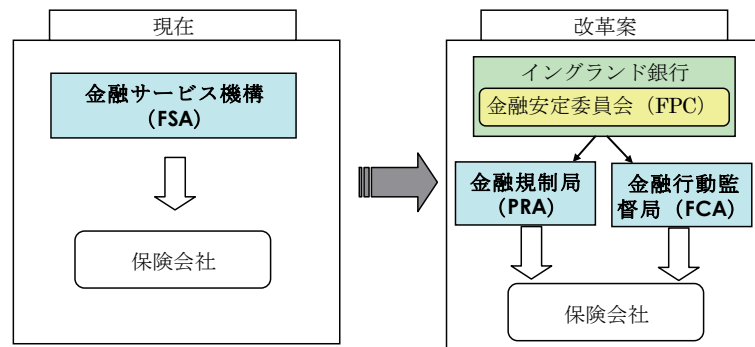 現在
金融サービス機構
（FSA）
保険会社
改革案
イングランド銀行
金融安定委員会（FPC）
金融規制局
（PRA）
金融行動監
督局（FCA）
保険会社